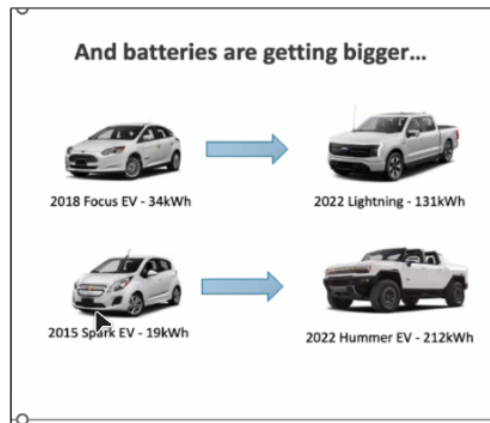 And batteries are getting bigger...
2018 Focus EV - 34kWh
2022 Lightning - 131kWh
2015 Spark EV - 19kWh
2022 Hummer EV - 212kWh